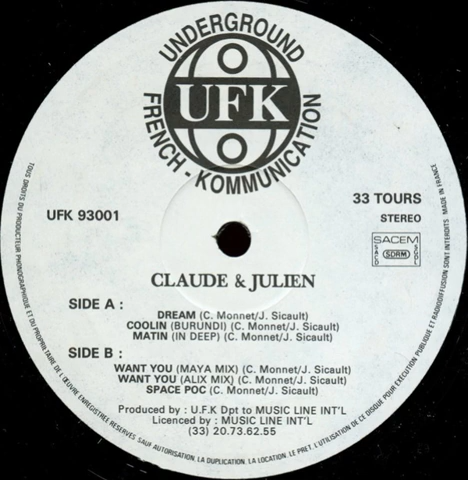 UNDERGROUND
UFK
FRENCH - KOMMUNICATION
UFK 93001
33 TOURS
STEREO
SACEM
SACD
SDRM
SGDL
CLAUDE & JULIEN
SIDE A :
DREAM (C. Monnet/J. Sicault)
COOLIN (BURUNDI) (C. Monnet/J. Sicault)
MATIN (IN DEEP) (C. Monnet/J. Sicault)
SIDE B :
WANT YOU (MAYA MIX) (C. Monnet/J. Sicault)
WANT YOU (ALIX MIX) (C. Monnet/J. Sicault)
SPACE POC (C. Monnet/J. Sicault)
Produced by : U.F.K Dpt to MUSIC LINE INT'L
Licenced by : MUSIC LINE INT'L
(33) 20.73.62.55
TOUS DROITS DU PRODUCTEUR PHONOGRAPHIQUE ET DU PROPRIETAIRE DE L'ŒUVRE ENREGISTREE RESERVES SAUF AUTORISATION. LA DUPLICATION. LA LOCATION. LE PRET. L'UTILISATION DE CE DISQUE POUR EXECUTION PUBLIQUE ET RADIODIFFUSION SONT INTERDITS. MADE IN FRANCE